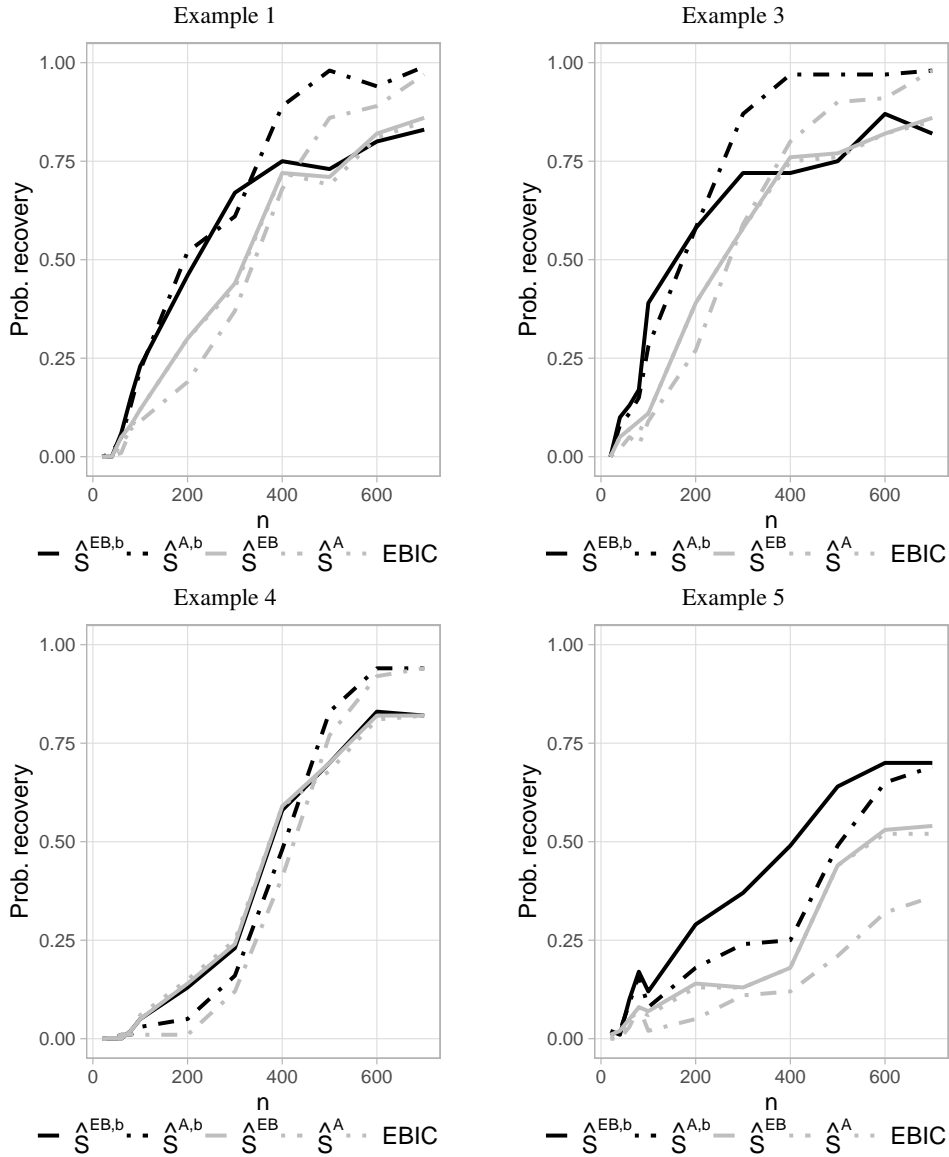 Example 1
1.00
0.75
0.50
0.25
0.00
Prob. recovery
0 200 400 600
n
Ŝ^EB,b Ŝ^A,b Ŝ^EB Ŝ^A EBIC
Example 3
1.00
0.75
0.50
0.25
0.00
Prob. recovery
0 200 400 600
n
Ŝ^EB,b Ŝ^A,b Ŝ^EB Ŝ^A EBIC
Example 4
1.00
0.75
0.50
0.25
0.00
Prob. recovery
0 200 400 600
n
Ŝ^EB,b Ŝ^A,b Ŝ^EB Ŝ^A EBIC
Example 5
1.00
0.75
0.50
0.25
0.00
Prob. recovery
0 200 400 600
n
Ŝ^EB,b Ŝ^A,b Ŝ^EB Ŝ^A EBIC